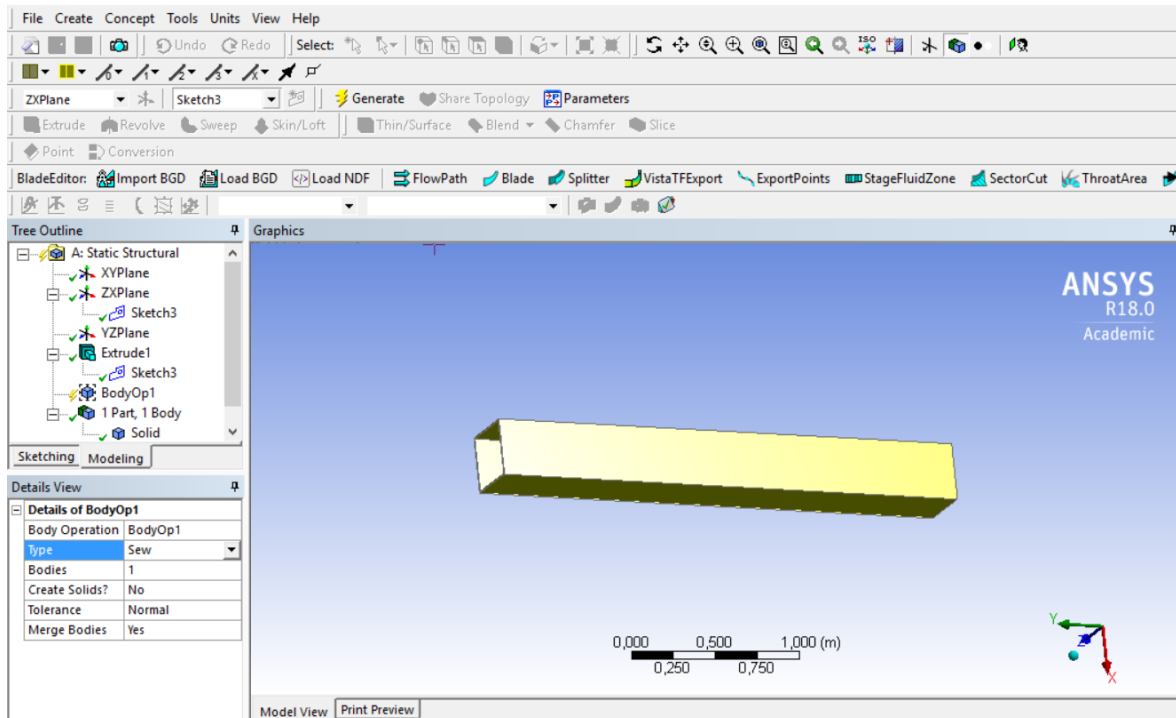 File Create Concept Tools Units View Help
Undo Redo Select: ISO
ZXPlane Sketch3 Generate Share Topology Parameters
Extrude Revolve Sweep Skin/Loft Thin/Surface Blend Chamfer Slice
Point Conversion
BladeEditor: Import BGD Load BGD Load NDF FlowPath Blade Splitter VistaTFExport ExportPoints StageFluidZone SectorCut ThroatArea
Tree Outline
A: Static Structural
XYPlane
ZXPlane
Sketch3
YZPlane
Extrude1
Sketch3
BodyOp1
1 Part, 1 Body
Solid
Sketching Modeling
Details View
Details of BodyOp1
Body Operation BodyOp1
Type Sew
Bodies 1
Create Solids? No
Tolerance Normal
Merge Bodies Yes
Graphics
ANSYS
R18.0
Academic
0,000 0,500 1,000 (m)
0,250 0,750
Y
Z
X
Model View Print Preview